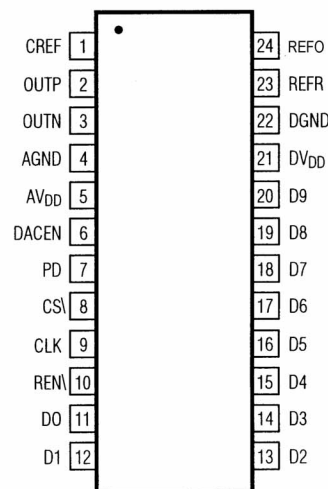 CREF 1 24 REFO
OUTP 2 23 REFR
OUTN 3 22 DGND
AGND 4 21 DVDD
AVDD 5 20 D9
DACEN 6 19 D8
PD 7 18 D7
CS\ 8 17 D6
CLK 9 16 D5
REN\ 10 15 D4
DO 11 14 D3
D1 12 13 D2